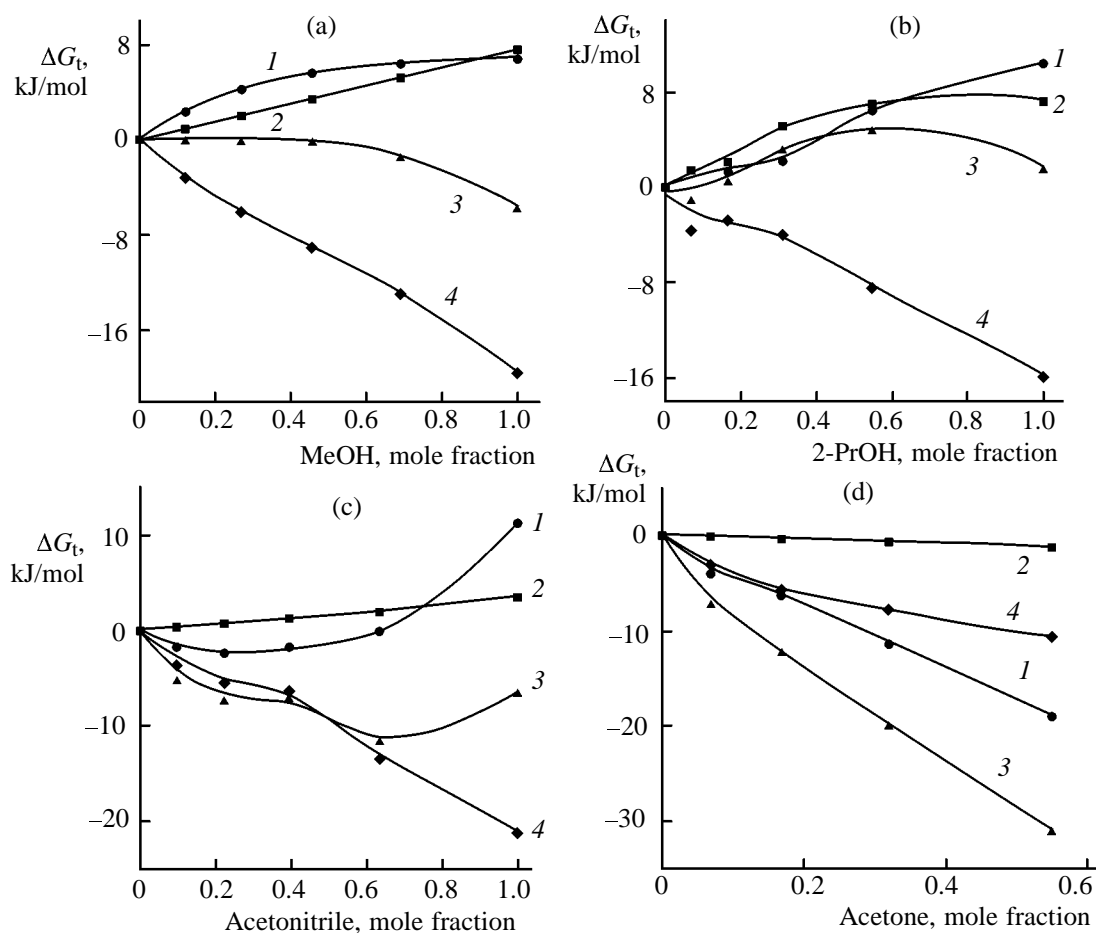 (a)
ΔGt,
kJ/mol
8
0
–8
–16
1
2
3
4
0 0.2 0.4 0.6 0.8 1.0
MeOH, mole fraction
(b)
ΔGt,
kJ/mol
8
0
–8
–16
1
2
3
4
0 0.2 0.4 0.6 0.8 1.0
2-PrOH, mole fraction
(c)
ΔGt,
kJ/mol
10
0
–10
–20
1
2
3
4
0 0.2 0.4 0.6 0.8 1.0
Acetonitrile, mole fraction
(d)
ΔGt,
kJ/mol
0
–10
–20
–30
2
4
1
3
0 0.2 0.4 0.6
Acetone, mole fraction